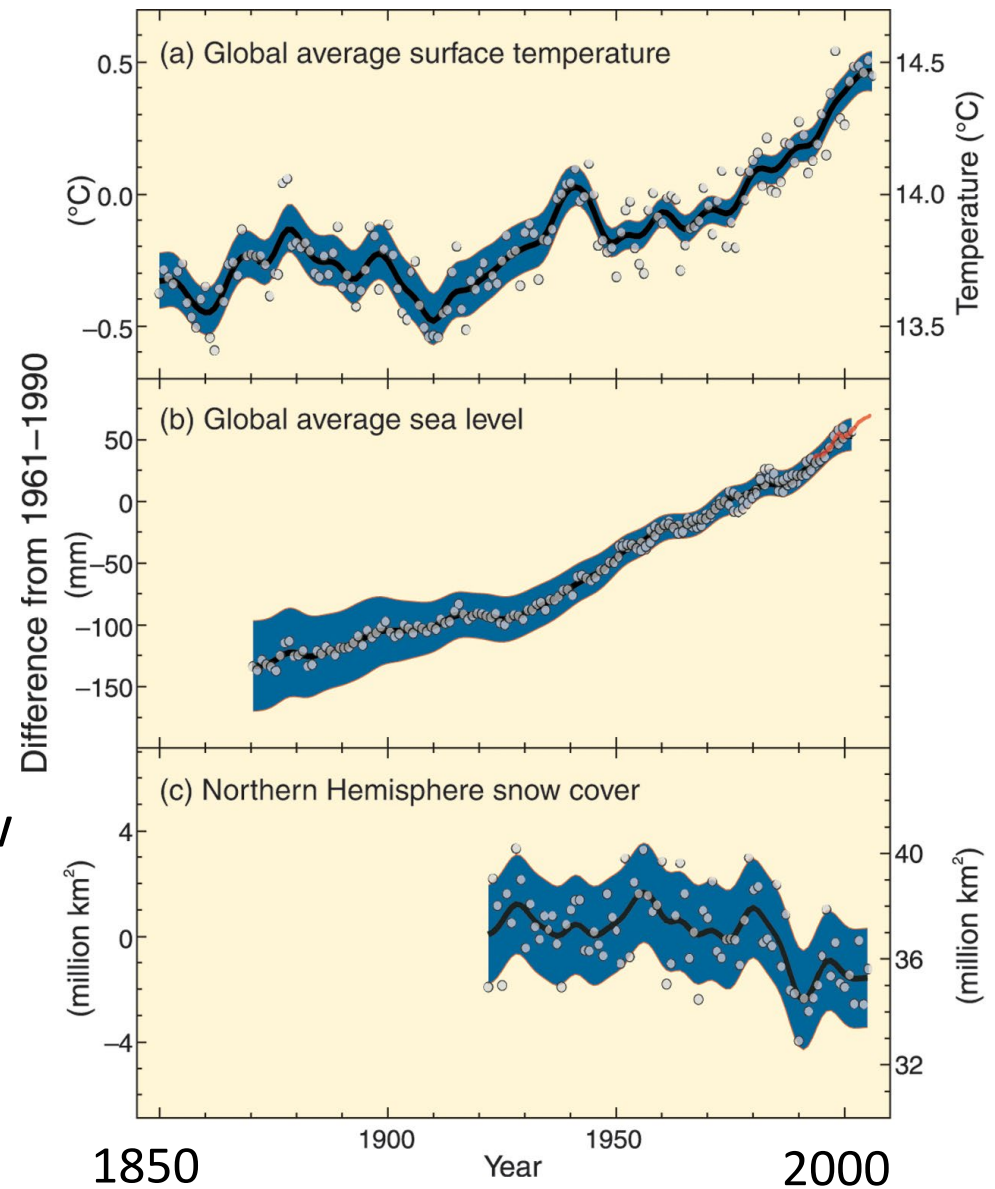 (a) Global average surface temperature
0.5
0.0
−0.5
(°C)
14.5
14.0
13.5
Temperature (°C)
Difference from 1961–1990
(b) Global average sea level
50
0
−50
−100
−150
(mm)
(c) Northern Hemisphere snow cover
4
0
−4
(million km²)
40
36
32
(million km²)
1900
1950
1850
Year
2000